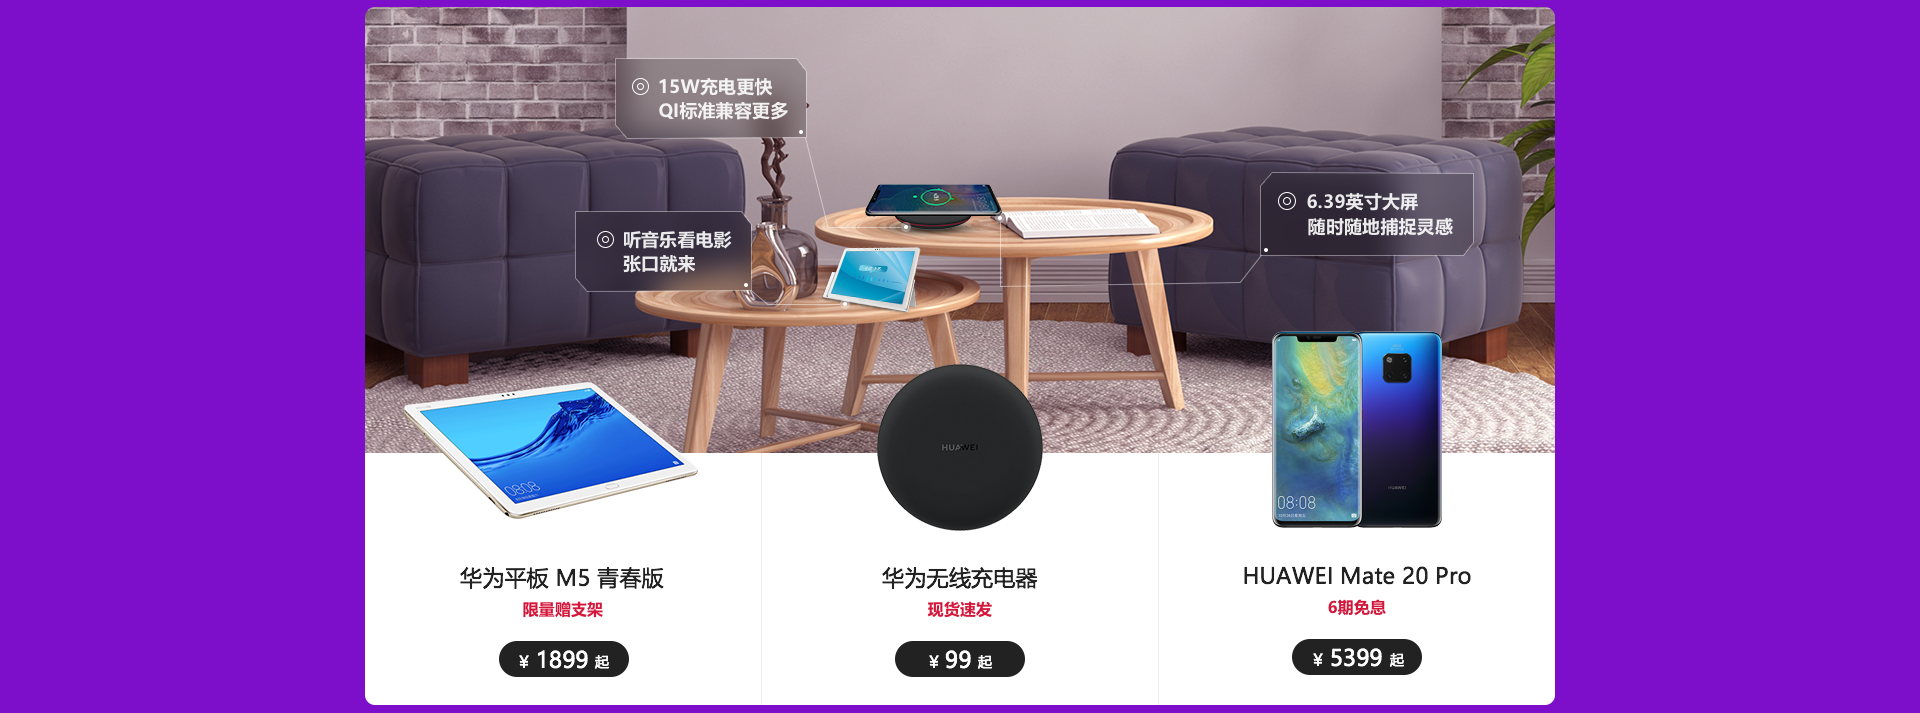 15W充电更快
QI标准兼容更多
6.39英寸大屏
随时随地捕捉灵感
听音乐看电影
张口就来
HUAWEI
08:08
08:08
HUAWEI
华为平板 M5 青春版
限量赠支架
¥ 1899 起
华为无线充电器
现货速发
¥ 99 起
HUAWEI Mate 20 Pro
6期免息
¥ 5399 起